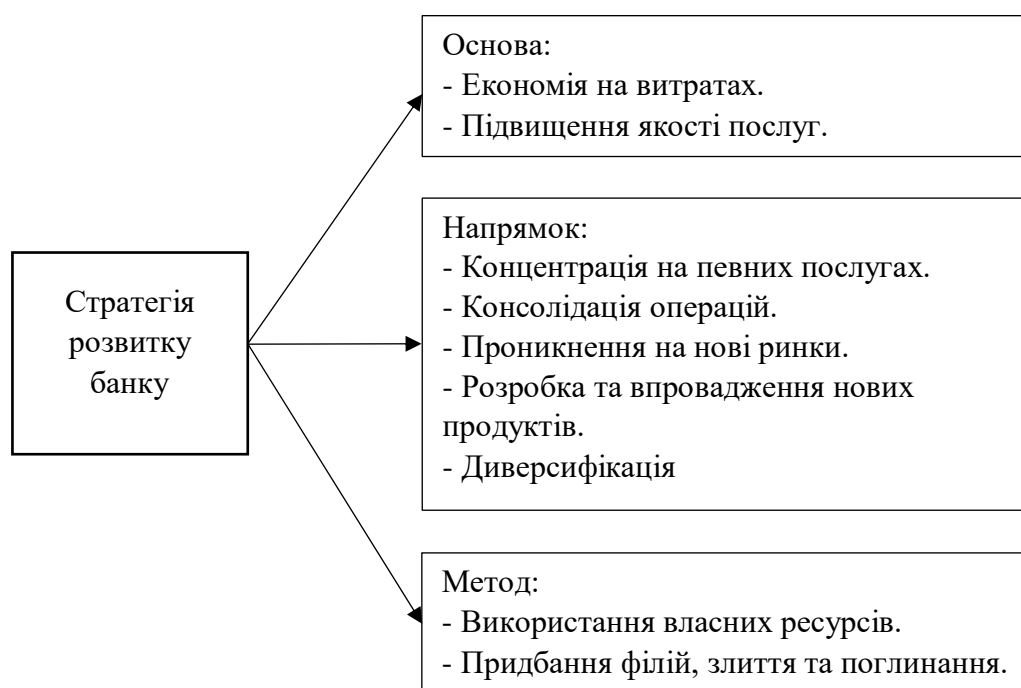 Основа:
- Економія на витратах.
- Підвищення якості послуг.
Напрямок:
- Концентрація на певних послугах.
- Консолідація операцій.
- Проникнення на нові ринки.
- Розробка та впровадження нових
продуктів.
- Диверсифікація
Стратегія
розвитку
банку
Метод:
- Використання власних ресурсів.
- Придбання філій, злиття та поглинання.